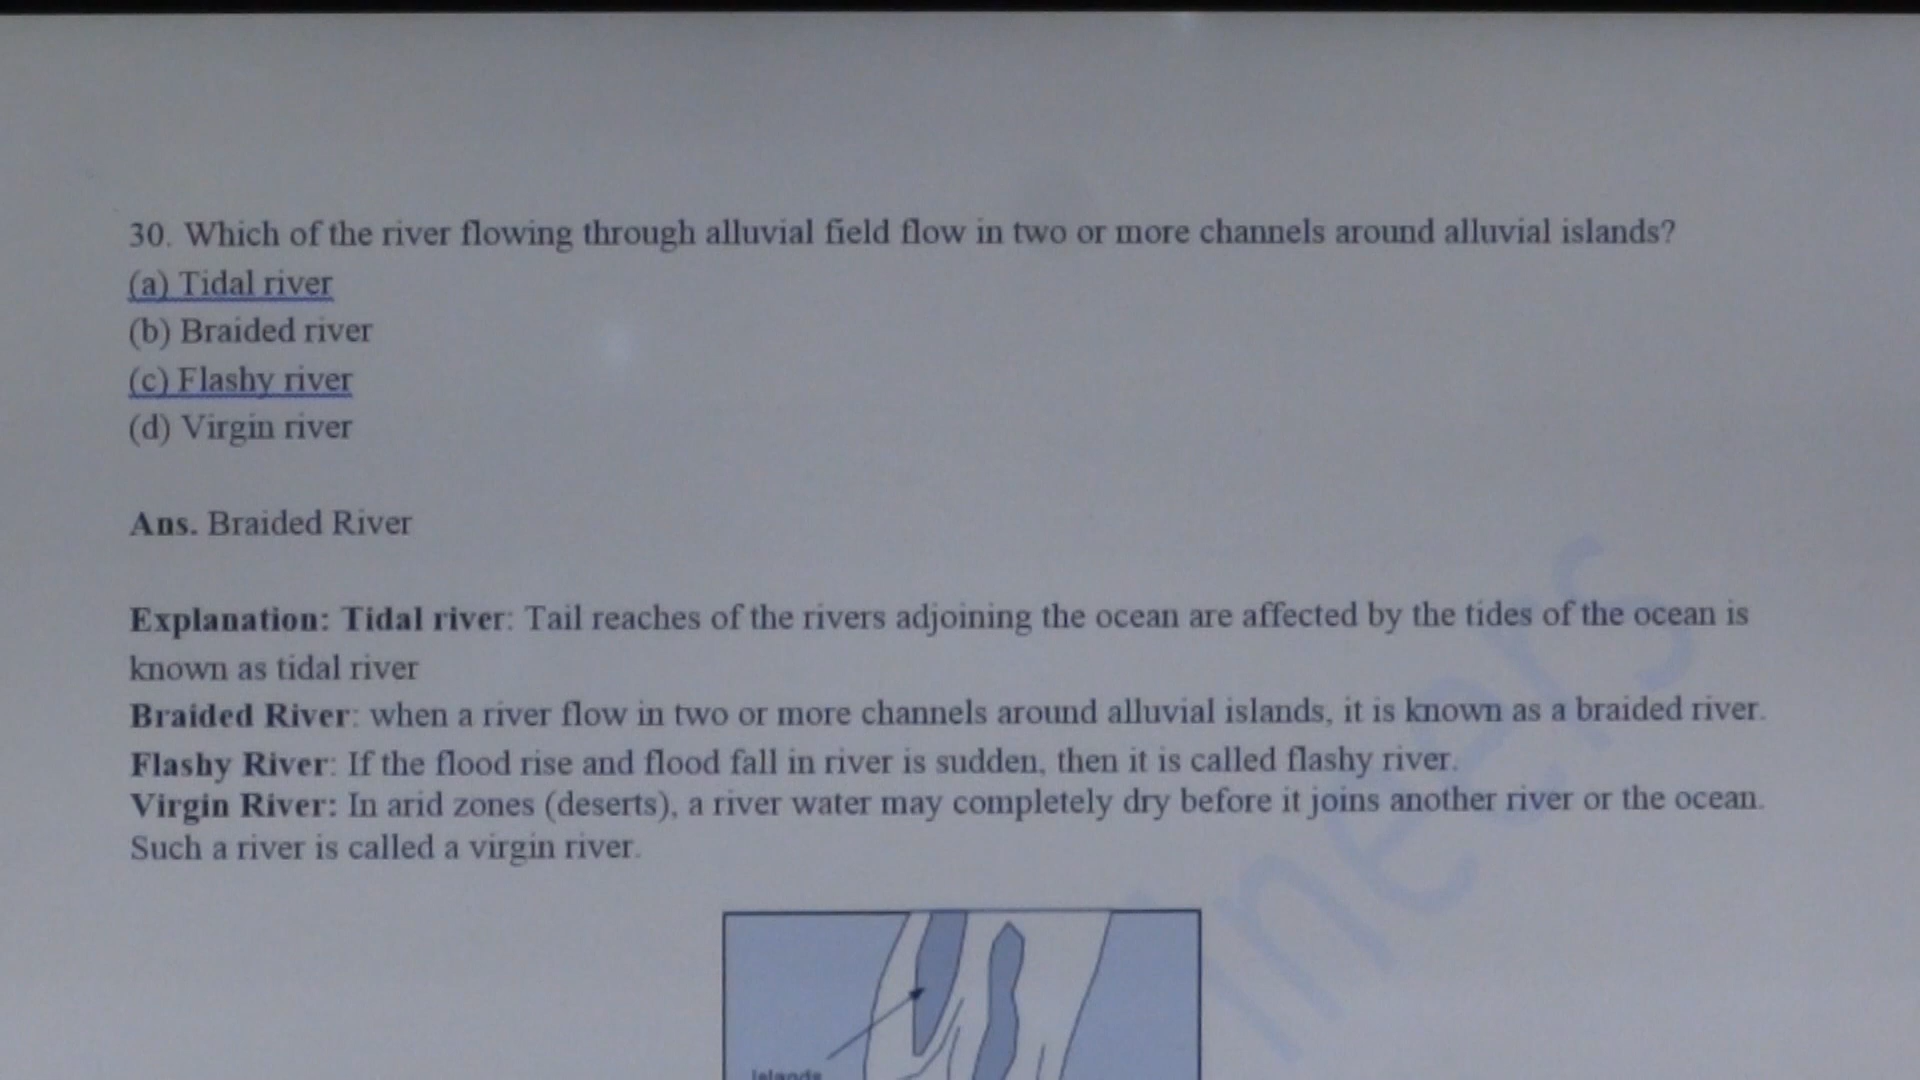 30. Which of the river flowing through alluvial field flow in two or more channels around alluvial islands?
(a) Tidal river
(b) Braided river
(c) Flashy river
(d) Virgin river
Ans. Braided River
Explanation: Tidal river: Tail reaches of the rivers adjoining the ocean are affected by the tides of the ocean is
known as tidal river
Braided River: when a river flow in two or more channels around alluvial islands, it is known as a braided river.
Flashy River: If the flood rise and flood fall in river is sudden, then it is called flashy river.
Virgin River: In arid zones (deserts), a river water may completely dry before it joins another river or the ocean.
Such a river is called a virgin river.
Islands